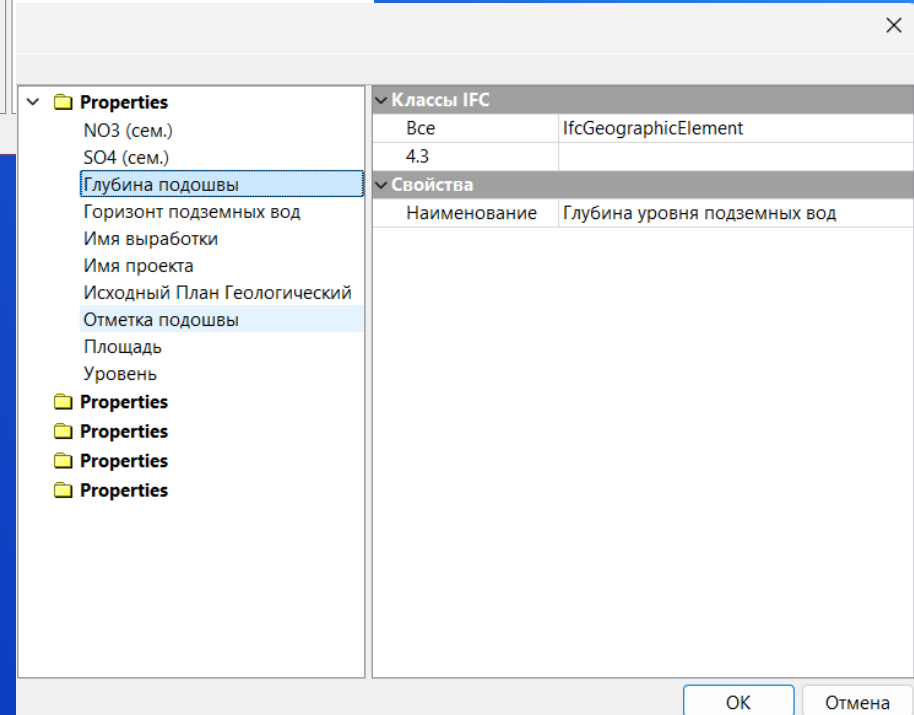 Properties
NO3 (сем.)
SO4 (сем.)
Глубина подошвы
Горизонт подземных вод
Имя выработки
Имя проекта
Исходный План Геологический
Отметка подошвы
Площадь
Уровень
Properties
Properties
Properties
Properties
Классы IFC
Все IfcGeographicElement
4.3
Свойства
Наименование Глубина уровня подземных вод
ОК Отмена